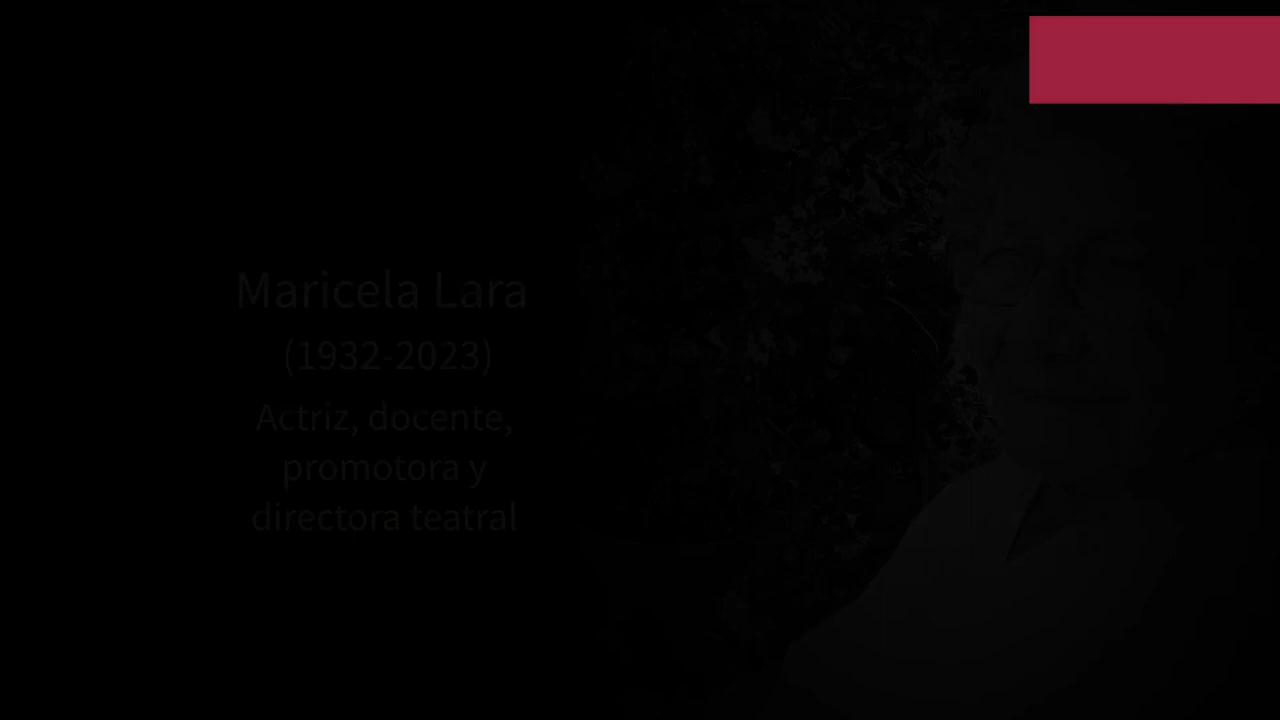 Maricela Lara
(1932-2023)
Actriz, docente,
promotora y
directora teatral